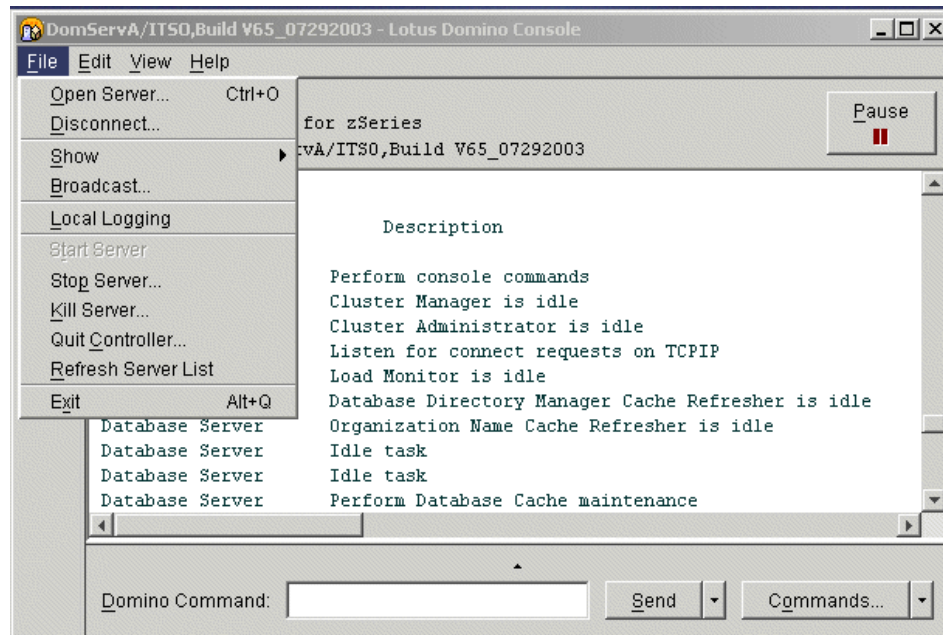 DomServA/ITSO,Build V65_07292003 - Lotus Domino Console
File Edit View Help
Open Server... Ctrl+O
Disconnect...
Show
Broadcast...
Local Logging
Start Server
Stop Server...
Kill Server...
Quit Controller...
Refresh Server List
Exit Alt+Q
for zSeries
rvA/ITSO,Build V65_07292003
Pause
Description
Perform console commands
Cluster Manager is idle
Cluster Administrator is idle
Listen for connect requests on TCPIP
Load Monitor is idle
Database Directory Manager Cache Refresher is idle
Database Server Organization Name Cache Refresher is idle
Database Server Idle task
Database Server Idle task
Database Server Perform Database Cache maintenance
Domino Command: Send Commands...